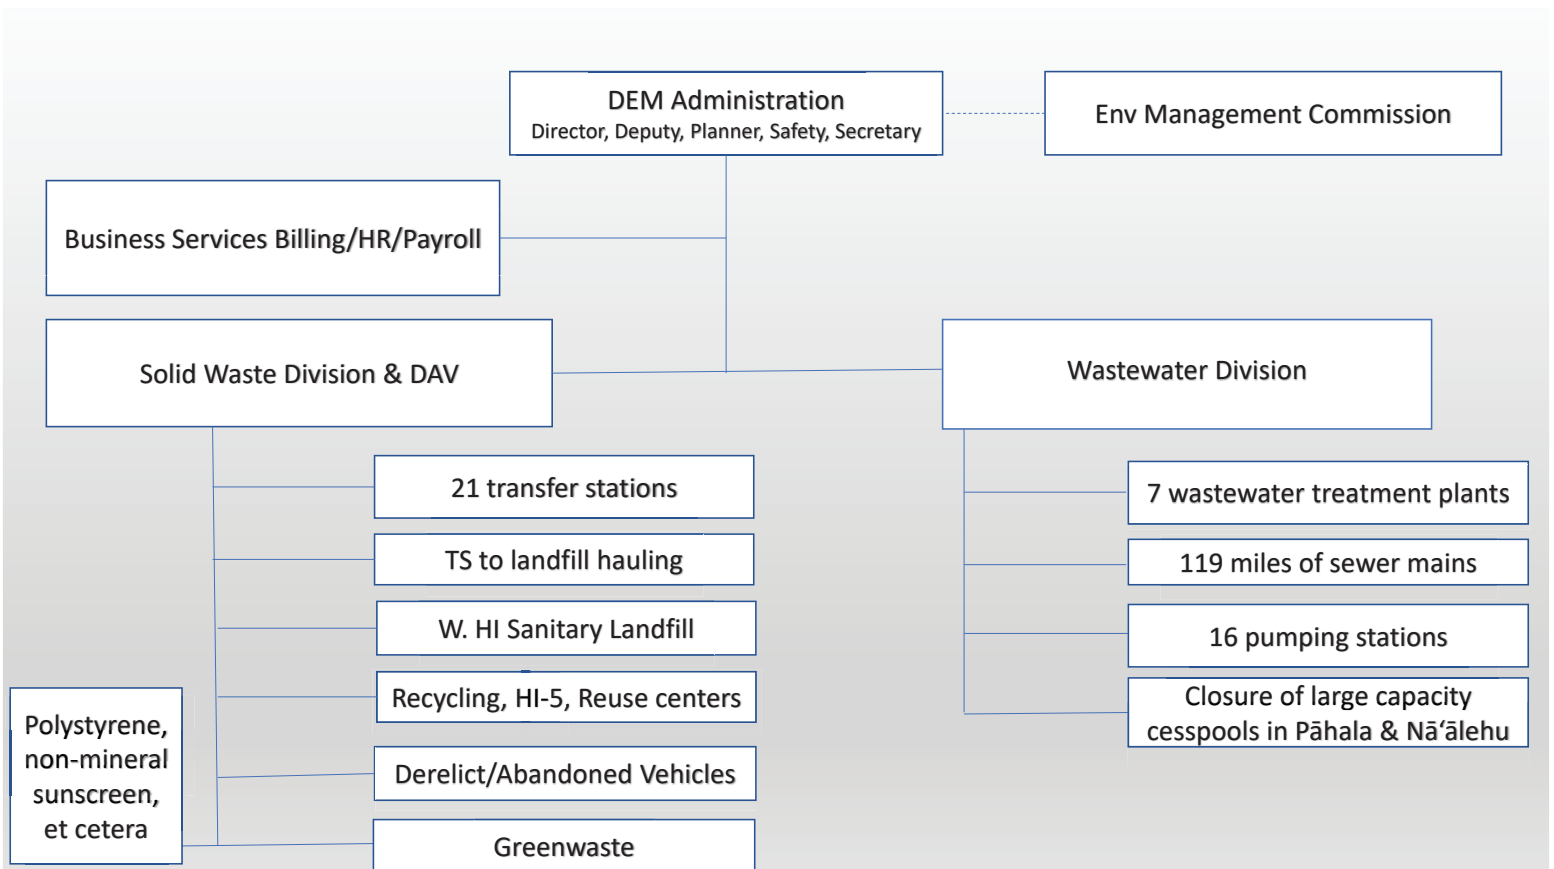 DEM Administration
Director, Deputy, Planner, Safety, Secretary
Env Management Commission
Business Services Billing/HR/Payroll
Solid Waste Division & DAV
Wastewater Division
21 transfer stations
TS to landfill hauling
W. HI Sanitary Landfill
Recycling, HI-5, Reuse centers
Derelict/Abandoned Vehicles
Greenwaste
Polystyrene,
non-mineral
sunscreen,
et cetera
7 wastewater treatment plants
119 miles of sewer mains
16 pumping stations
Closure of large capacity
cesspools in Pāhala & Nā‘ālehu